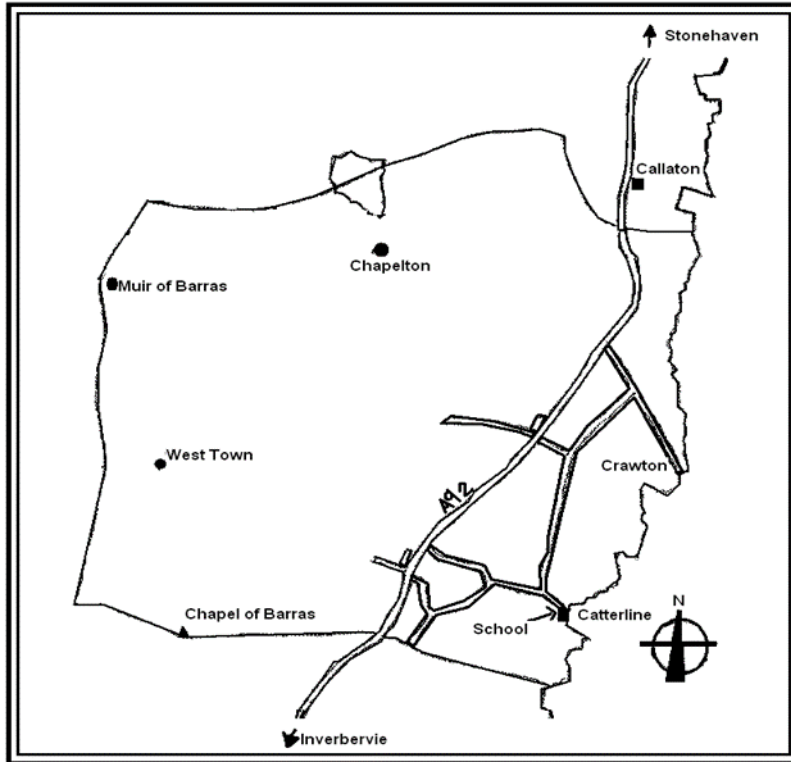 Stonehaven
Callaton
Chapelton
Muir of Barras
West Town
Crawton
A92
Chapel of Barras
School
Catterline
N
Inverbervie